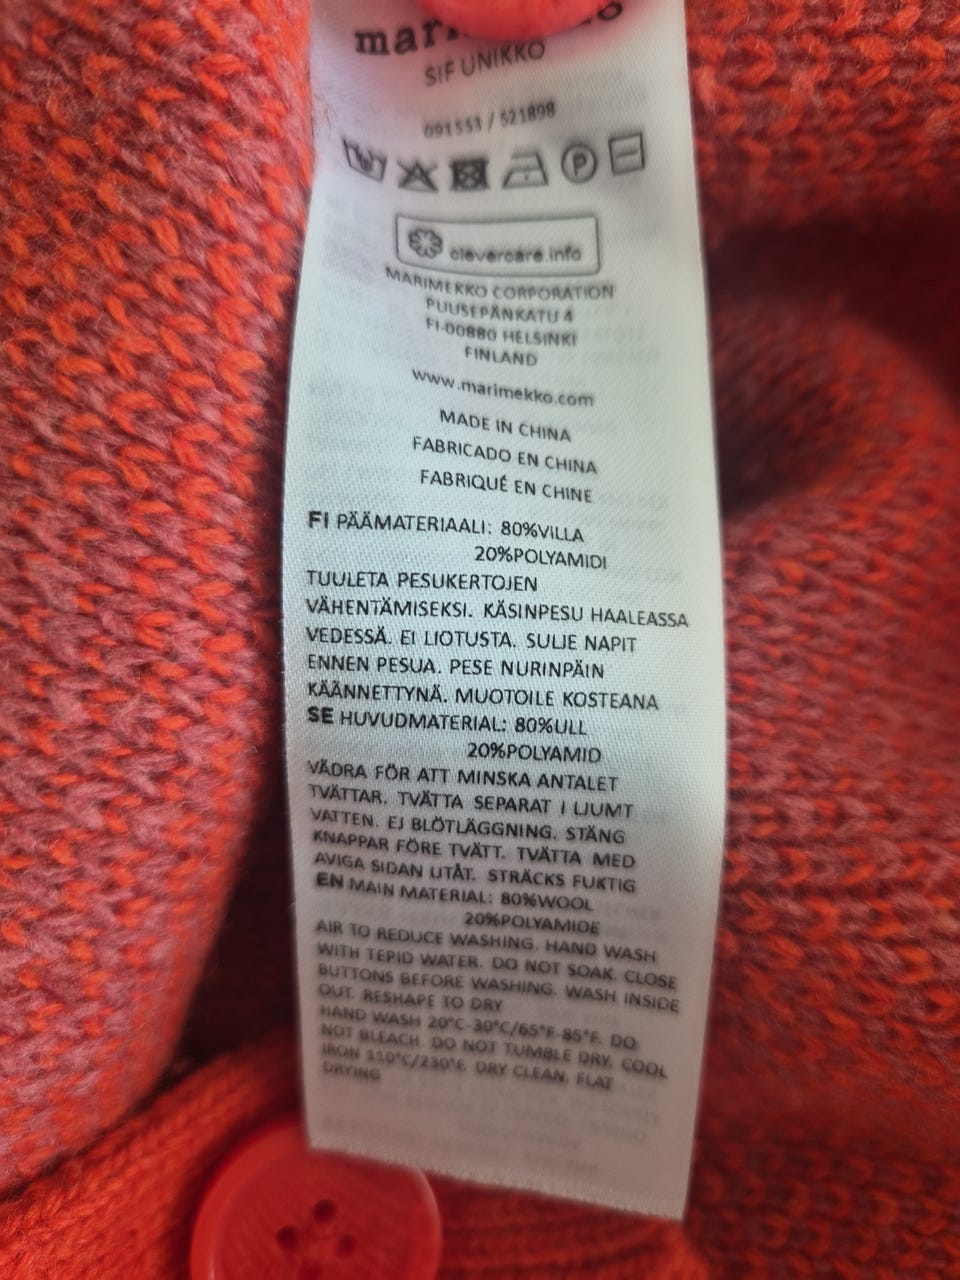 SIF UNIKKO
091553 / 521898
P
clevercare.info
MARIMEKKO CORPORATION
PUUSEPÄNKATU 4
FI-00880 HELSINKI
FINLAND
www.marimekko.com
MADE IN CHINA
FABRICADO EN CHINA
FABRIQUÉ EN CHINE
FI PÄÄMATERIAALI: 80%VILLA
20%POLYAMIDI
TUULETA PESUKERTOJEN
VÄHENTÄMISEKSI. KÄSINPESU HAALEASSA
VEDESSÄ. EI LIOTUSTA. SULJE NAPIT
ENNEN PESUA. PESE NURINPÄIN
KÄÄNNETTYNÄ. MUOTOILE KOSTEANA
SE HUVUDMATERIAL: 80%ULL
20%POLYAMID
VÄDRA FÖR ATT MINSKA ANTALET
TVÄTTAR. TVÄTTA SEPARAT I LJUMT
VATTEN. EJ BLÖTLÄGGNING. STÄNG
KNAPPAR FÖRE TVÄTT. TVÄTTA MED
AVIGA SIDAN UTÅT. STRÄCKS FUKTIG
EN MAIN MATERIAL: 80%WOOL
20%POLYAMIDE
AIR TO REDUCE WASHING. HAND WASH
WITH TEPID WATER. DO NOT SOAK. CLOSE
BUTTONS BEFORE WASHING. WASH INSIDE
OUT. RESHAPE TO DRY
HAND WASH 20°C-30°C/65°F-85°F. DO
NOT BLEACH. DO NOT TUMBLE DRY. COOL
IRON 110°C/230°F. DRY CLEAN. FLAT
DRYING